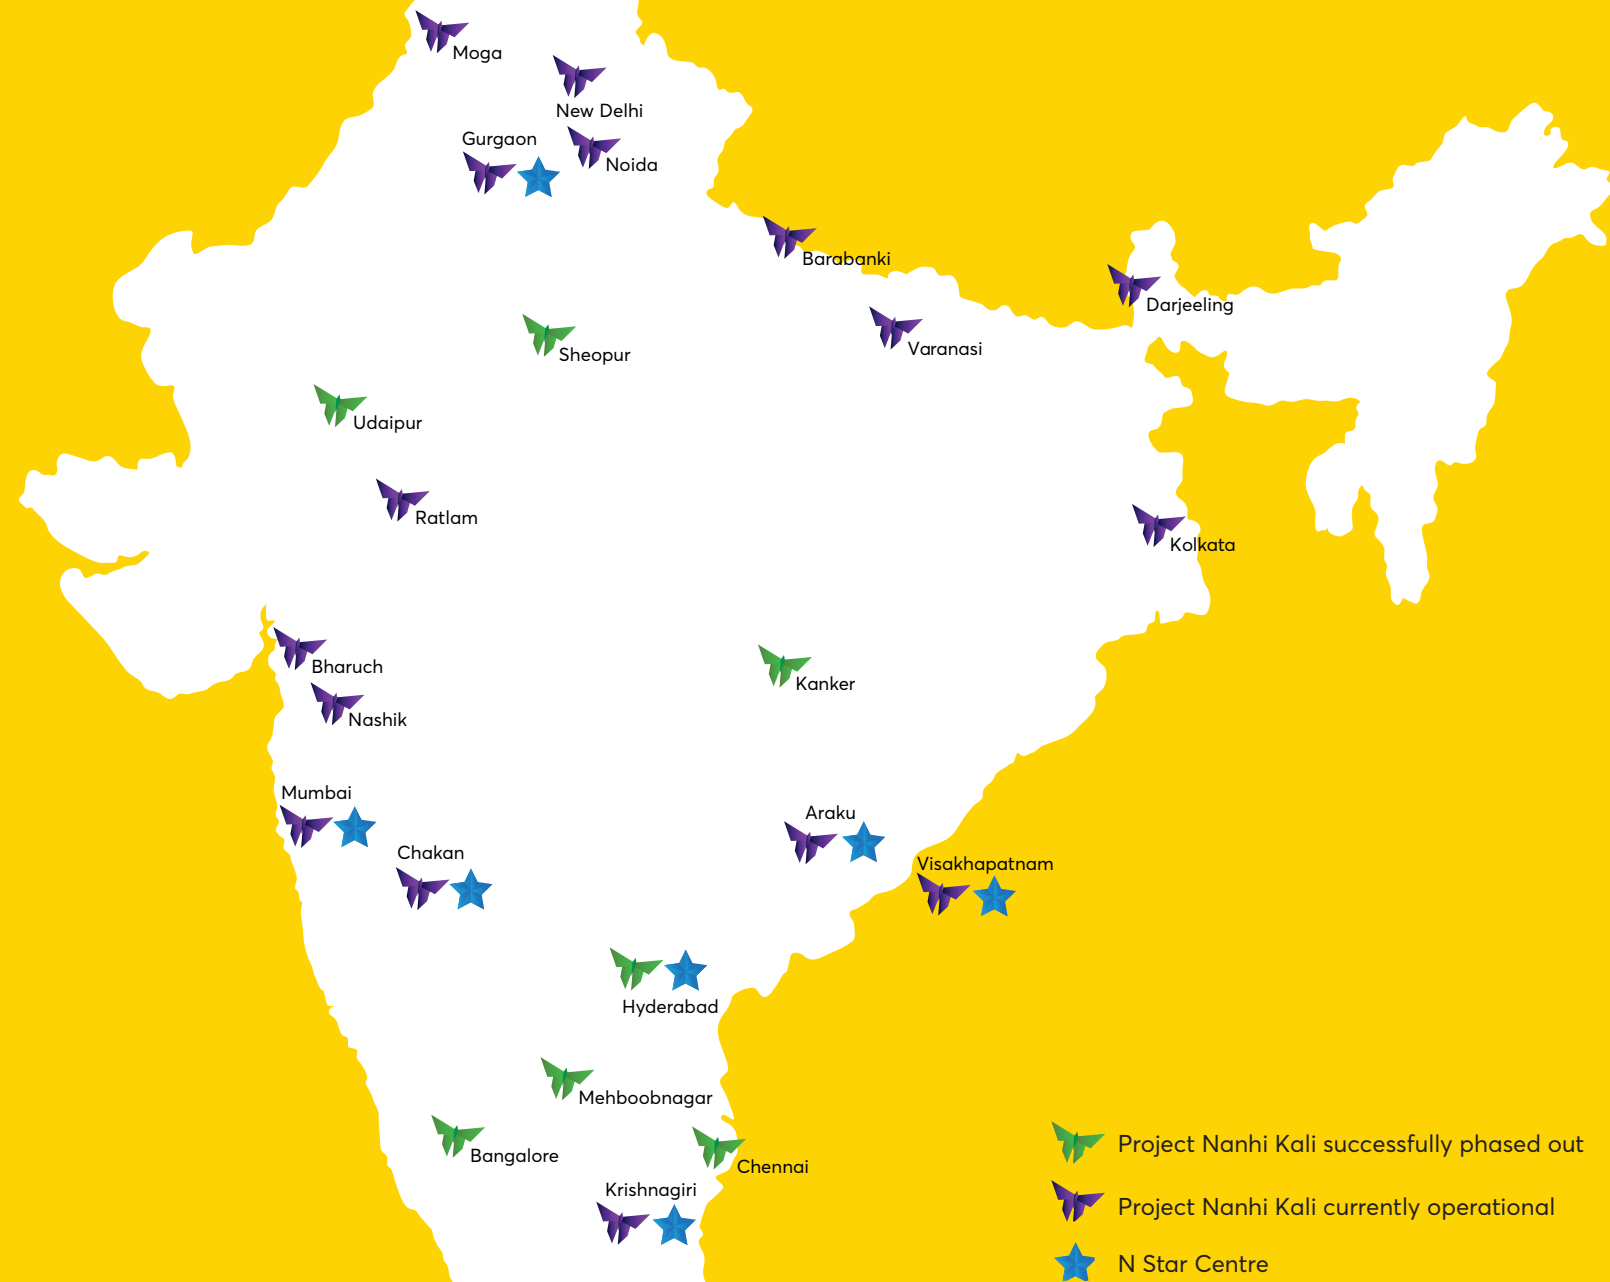 Moga
New Delhi
Gurgaon
Noida
Barabanki
Darjeeling
Varanasi
Sheopur
Udaipur
Ratlam
Kolkata
Bharuch
Kanker
Nashik
Mumbai
Araku
Chakan
Visakhapatnam
Hyderabad
Mehboobnagar
Bangalore
Chennai
Krishnagiri
Project Nanhi Kali successfully phased out
Project Nanhi Kali currently operational
N Star Centre